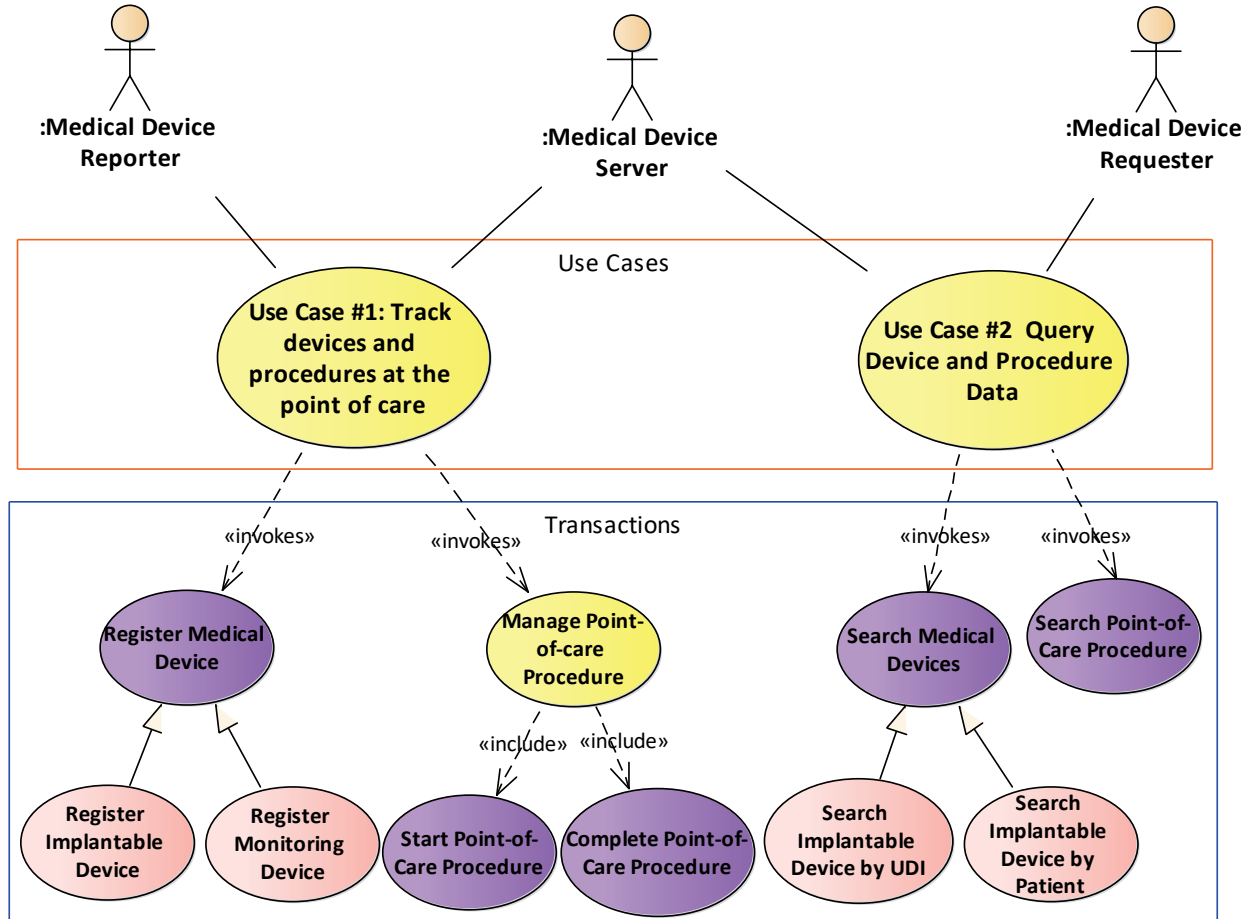 :Medical Device
Reporter
:Medical Device
Server
:Medical Device
Requester
Use Cases
Use Case #1: Track
devices and
procedures at the
point of care
Use Case #2  Query
Device and Procedure
Data
Transactions
«invokes»
«invokes»
«invokes»
«invokes»
Register Medical
Device
Manage Point-
of-care
Procedure
Search Medical
Devices
Search Point-of-
Care Procedure
«include»
«include»
Register
Implantable
Device
Register
Monitoring
Device
Start Point-of-
Care Procedure
Complete Point-of-
Care Procedure
Search
Implantable
Device by UDI
Search
Implantable
Device by
Patient